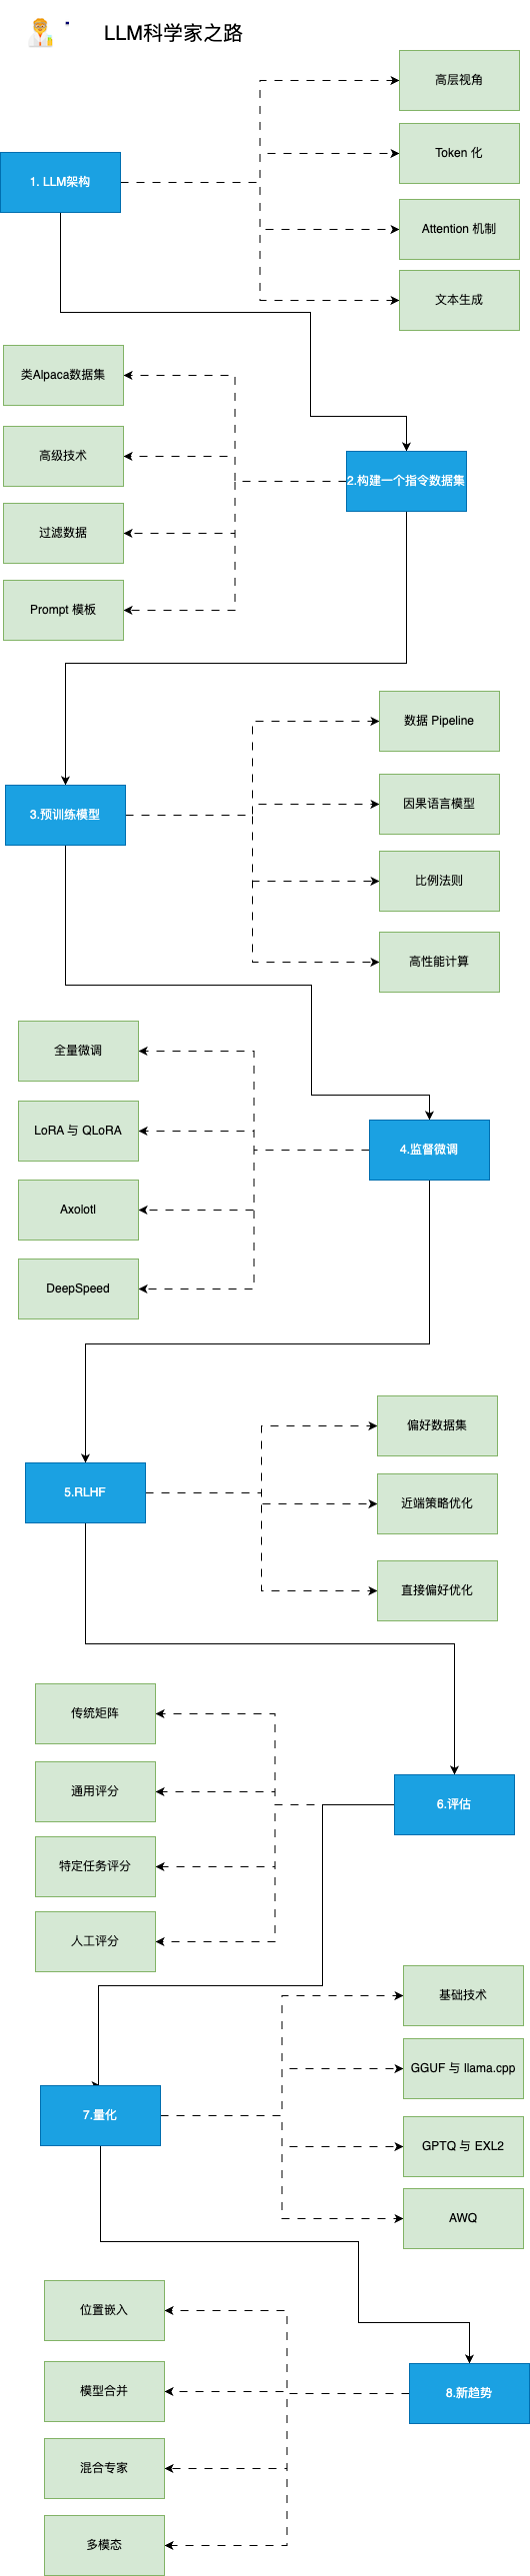 LLM科学家之路
1. LLM架构
高层视角
Token 化
Attention 机制
文本生成
2.构建一个指令数据集
类Alpaca数据集
高级技术
过滤数据
Prompt 模板
3.预训练模型
数据 Pipeline
因果语言模型
比例法则
高性能计算
4.监督微调
全量微调
LoRA 与 QLoRA
Axolotl
DeepSpeed
5.RLHF
偏好数据集
近端策略优化
直接偏好优化
6.评估
传统矩阵
通用评分
特定任务评分
人工评分
7.量化
基础技术
GGUF 与 llama.cpp
GPTQ 与 EXL2
AWQ
8.新趋势
位置嵌入
模型合并
混合专家
多模态